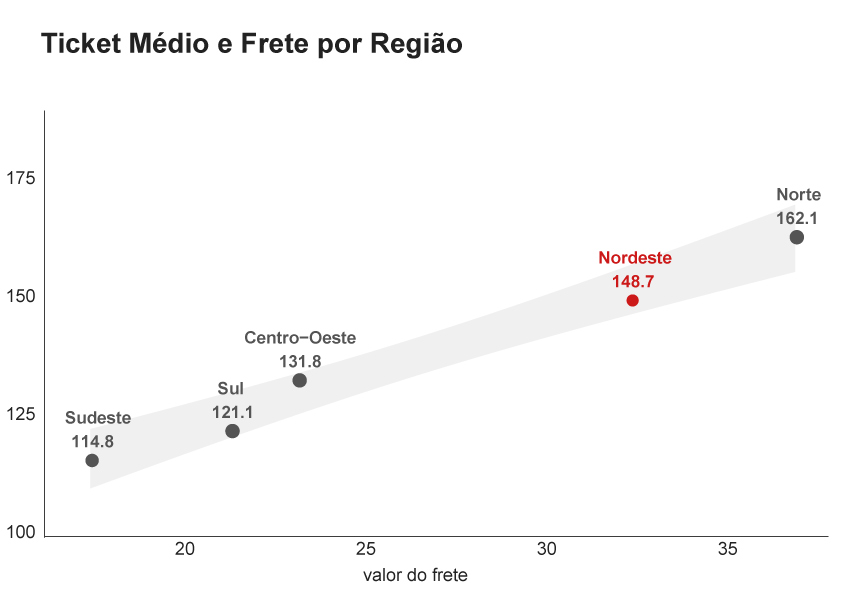 Ticket Médio e Frete por Região
175
150
125
100
Norte
162.1
Nordeste
148.7
Centro−Oeste
131.8
Sul
121.1
Sudeste
114.8
20
25
30
35
valor do frete